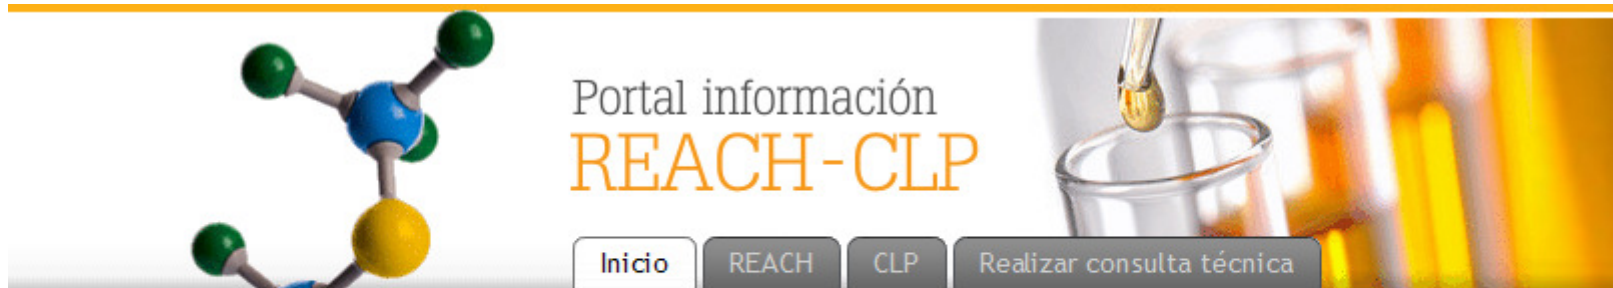 Portal información
REACH-CLP
Inicio REACH CLP Realizar consulta técnica